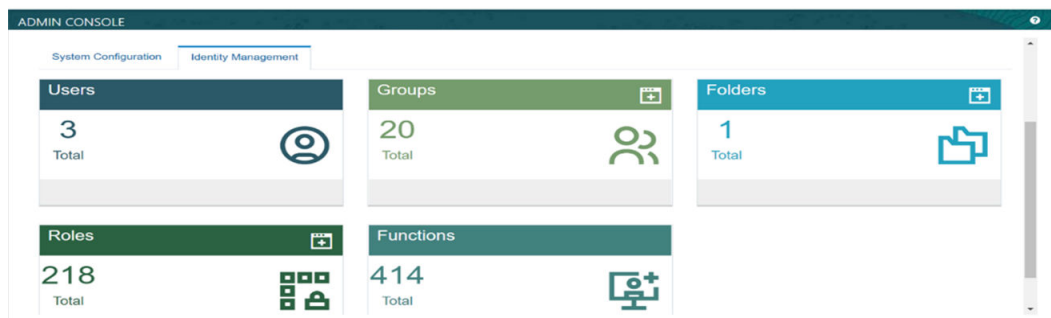 ADMIN CONSOLE
System Configuration
Identity Management
Users
Groups
Folders
3
Total
20
Total
1
Total
Roles
Functions
218
Total
414
Total